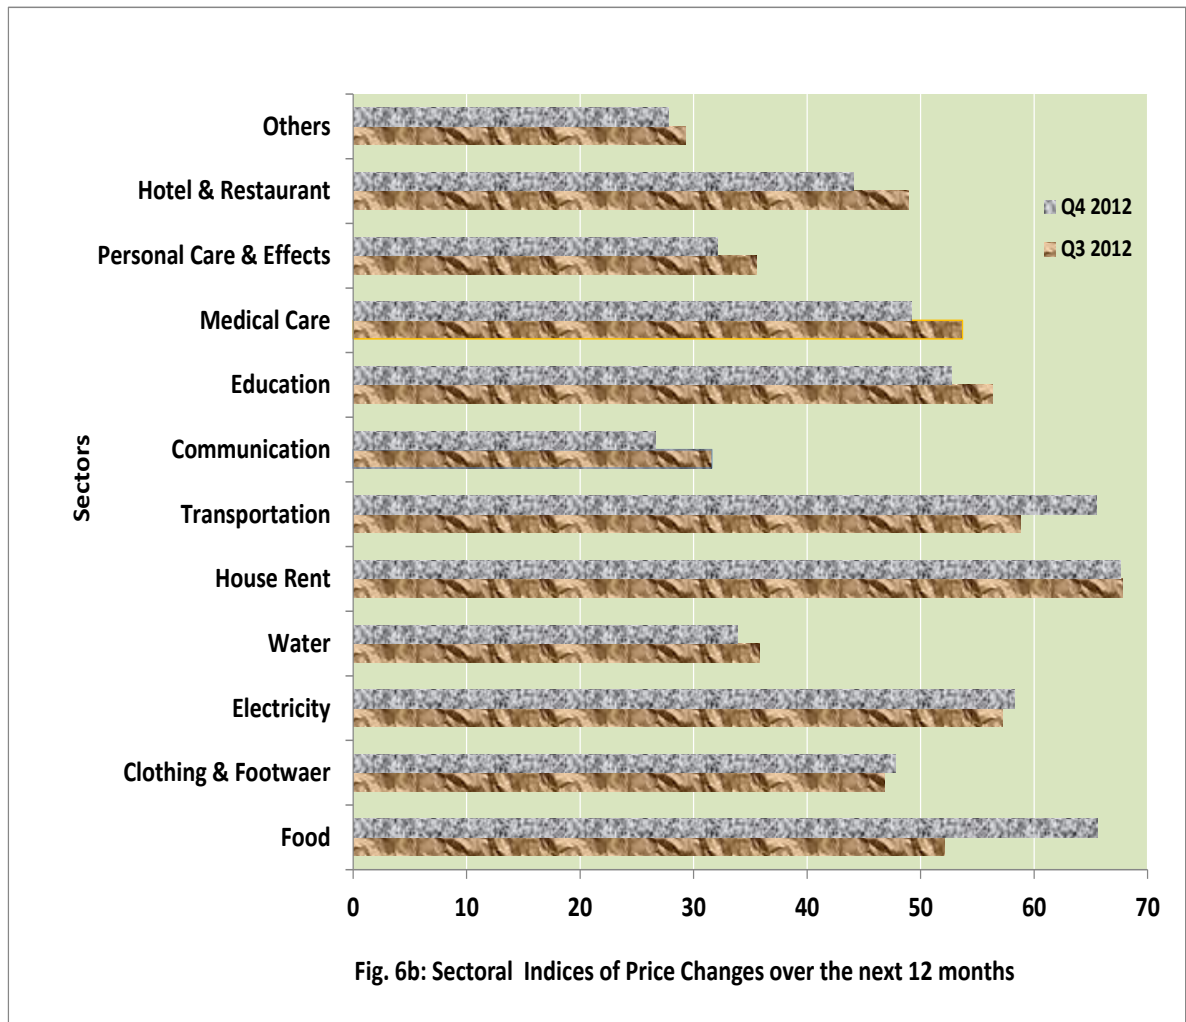 Others
Hotel & Restaurant
Personal Care & Effects
Medical Care
Education
Communication
Transportation
House Rent
Water
Electricity
Clothing & Footwaer
Food
Sectors
Q4 2012
Q3 2012
0 10 20 30 40 50 60 70
Fig. 6b: Sectoral Indices of Price Changes over the next 12 months